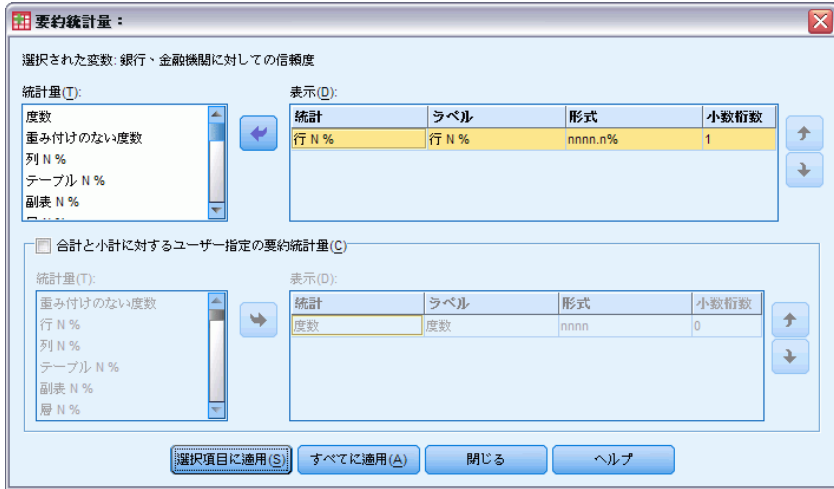 要約統計量：
選択された変数: 銀行、金融機関に対しての信頼度
統計量(T):
表示(D):
度数
重み付けのない度数
列 N %
テーブル N %
副表 N %
統計 ラベル 形式 小数桁数
行 N % 行 N % nnnn.n% 1
合計と小計に対するユーザー指定の要約統計量(C)
統計量(T):
表示(D):
重み付けのない度数
行 N %
列 N %
テーブル N %
副表 N %
層 N %
統計 ラベル 形式 小数桁数
度数 度数 nnnn 0
選択項目に適用(S) すべてに適用(A) 閉じる ヘルプ